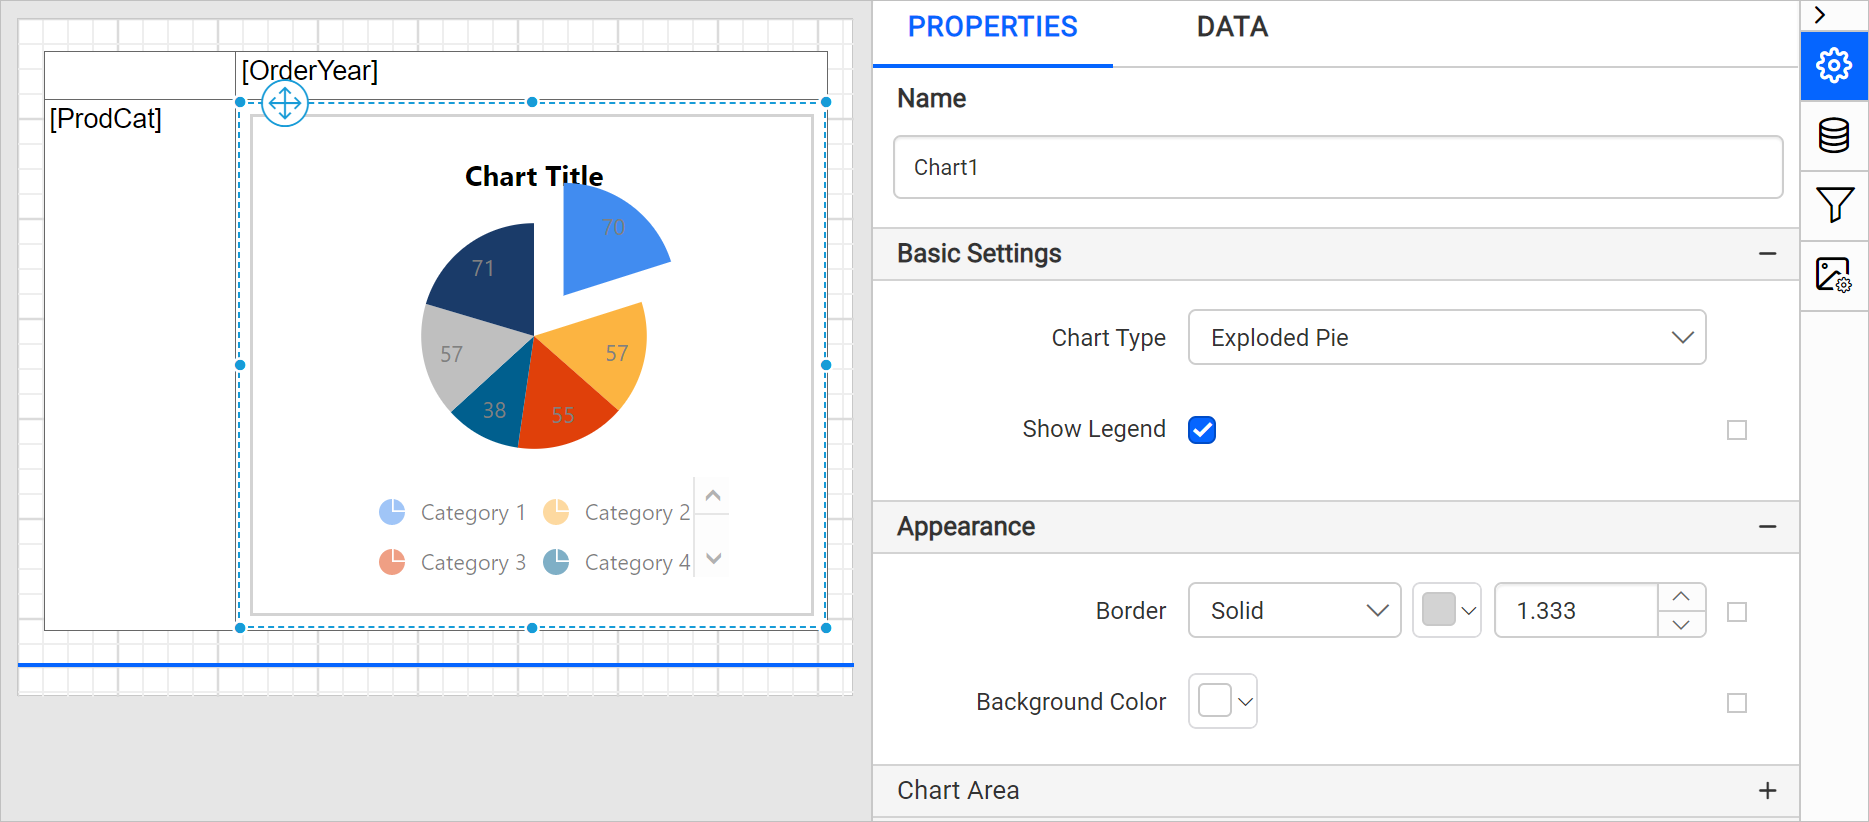 [OrderYear]
[ProdCat]
Chart Title
70
71
57
57
38
55
Category 1
Category 2
Category 3
Category 4
PROPERTIES
DATA
Name
Chart1
Basic Settings
Chart Type
Exploded Pie
Show Legend
Appearance
Border
Solid
1.333
Background Color
Chart Area